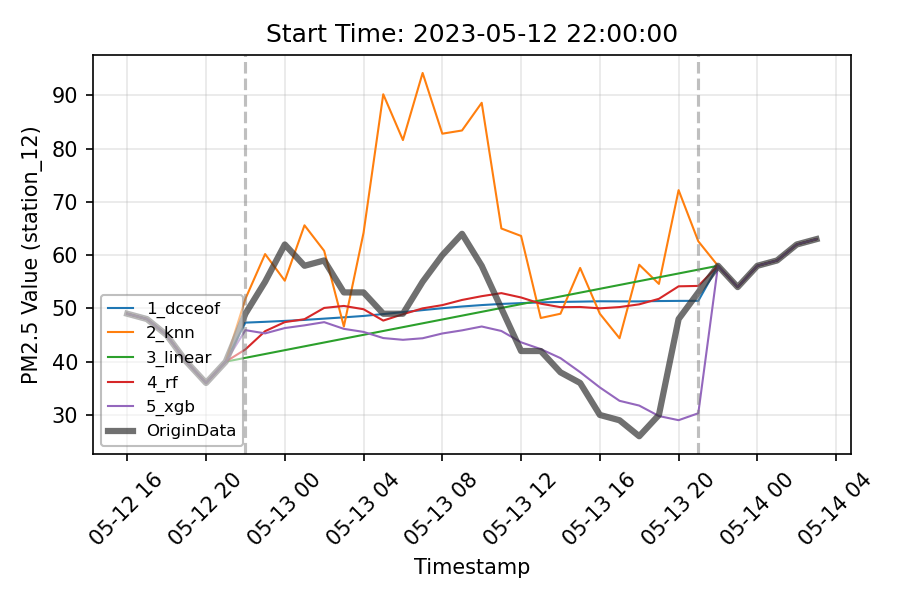 Start Time: 2023-05-12 22:00:00
PM2.5 Value (station_12)
90
80
70
60
50
40
30
1_dcceof
2_knn
3_linear
4_rf
5_xgb
OriginData
05-12 16
05-12 20
05-13 00
05-13 04
05-13 08
05-13 12
05-13 16
05-13 20
05-14 00
05-14 04
Timestamp